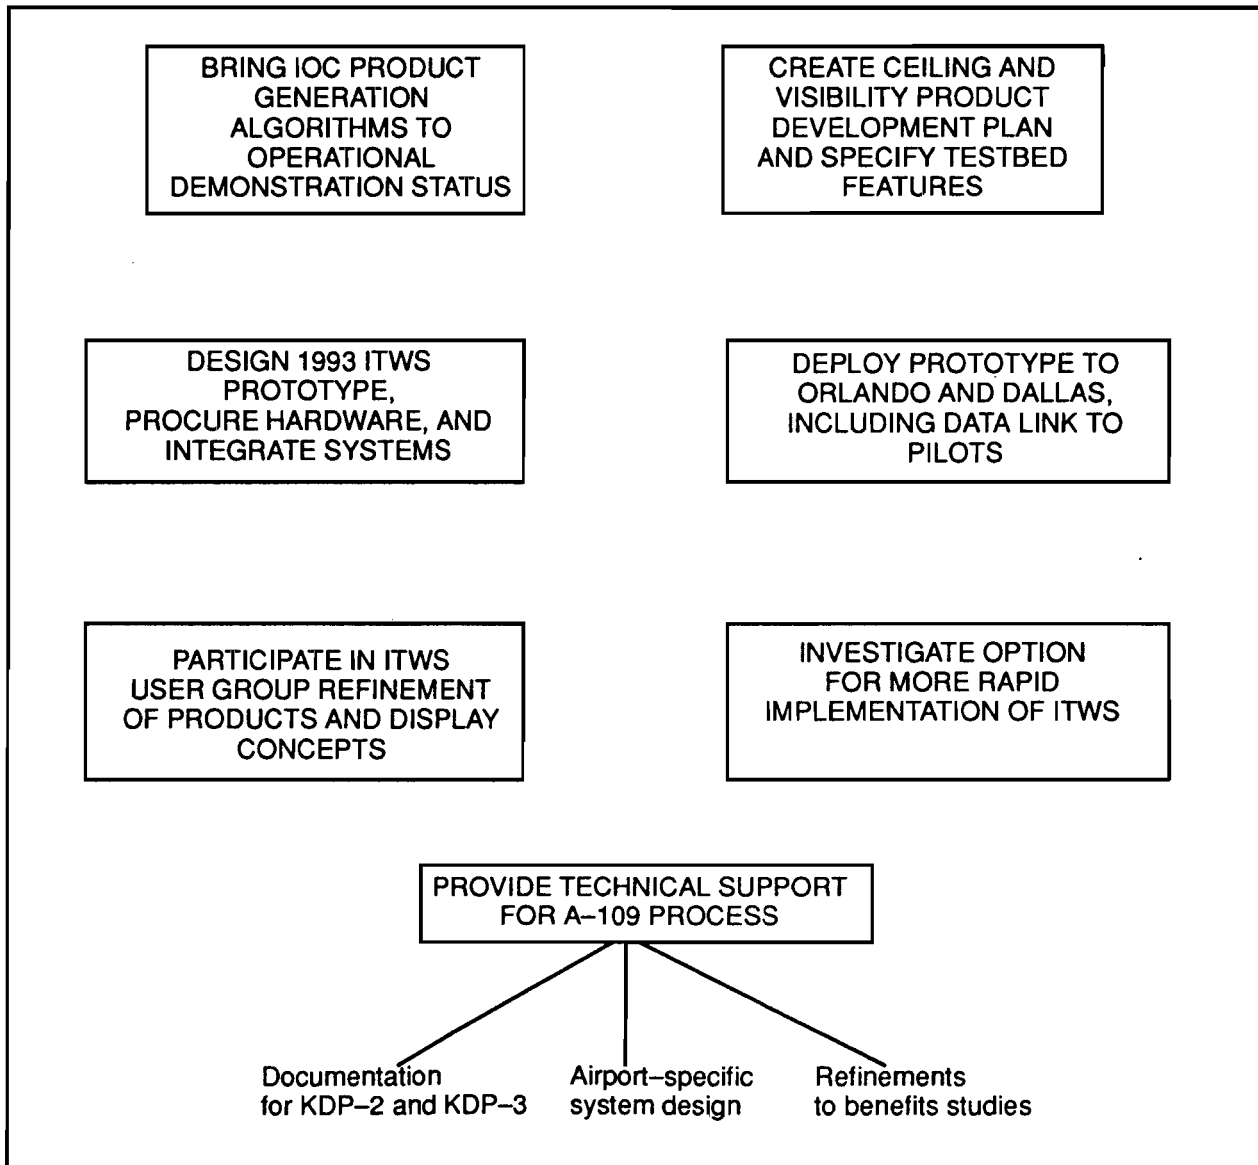 BRING IOC PRODUCT
GENERATION
ALGORITHMS TO
OPERATIONAL
DEMONSTRATION STATUS
CREATE CEILING AND
VISIBILITY PRODUCT
DEVELOPMENT PLAN
AND SPECIFY TESTBED
FEATURES
DESIGN 1993 ITWS
PROTOTYPE,
PROCURE HARDWARE, AND
INTEGRATE SYSTEMS
DEPLOY PROTOTYPE TO
ORLANDO AND DALLAS,
INCLUDING DATA LINK TO
PILOTS
PARTICIPATE IN ITWS
USER GROUP REFINEMENT
OF PRODUCTS AND DISPLAY
CONCEPTS
INVESTIGATE OPTION
FOR MORE RAPID
IMPLEMENTATION OF ITWS
PROVIDE TECHNICAL SUPPORT
FOR A–109 PROCESS
Documentation
for KDP–2 and KDP–3
Airport–specific
system design
Refinements
to benefits studies